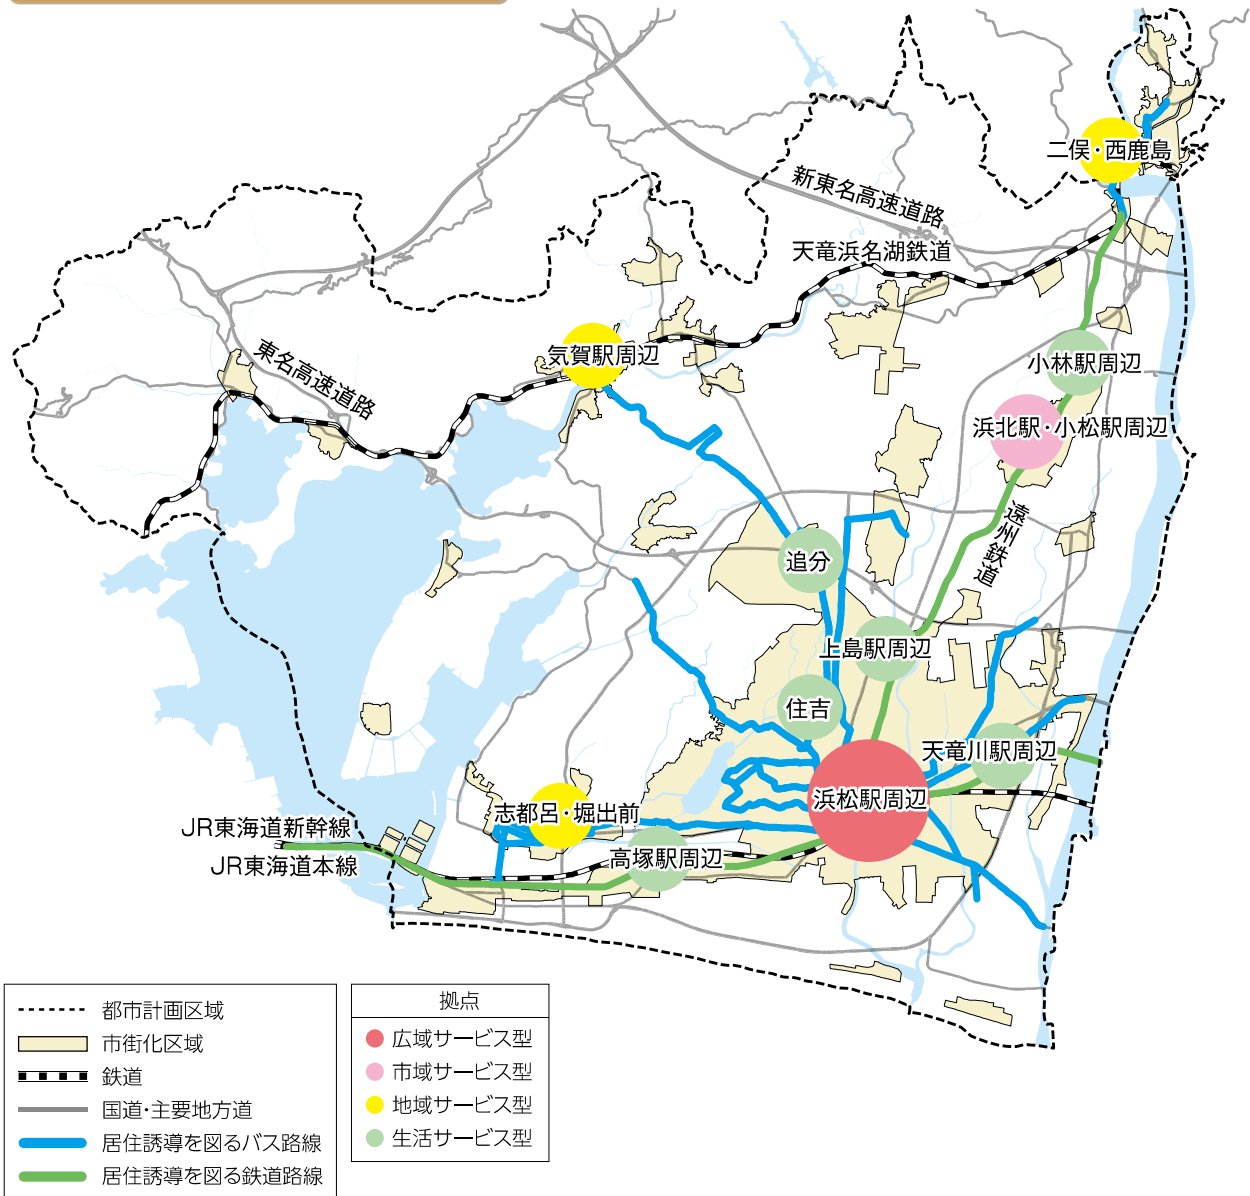 二俣・西鹿島
新東名高速道路
天竜浜名湖鉄道
気賀駅周辺
東名高速道路
小林駅周辺
浜北駅・小松駅周辺
遠州鉄道
追分
上島駅周辺
住吉
天竜川駅周辺
浜松駅周辺
志都呂・堀出前
JR東海道新幹線
高塚駅周辺
JR東海道本線
都市計画区域
市街化区域
鉄道
国道・主要地方道
居住誘導を図るバス路線
居住誘導を図る鉄道路線
拠点
広域サービス型
市域サービス型
地域サービス型
生活サービス型